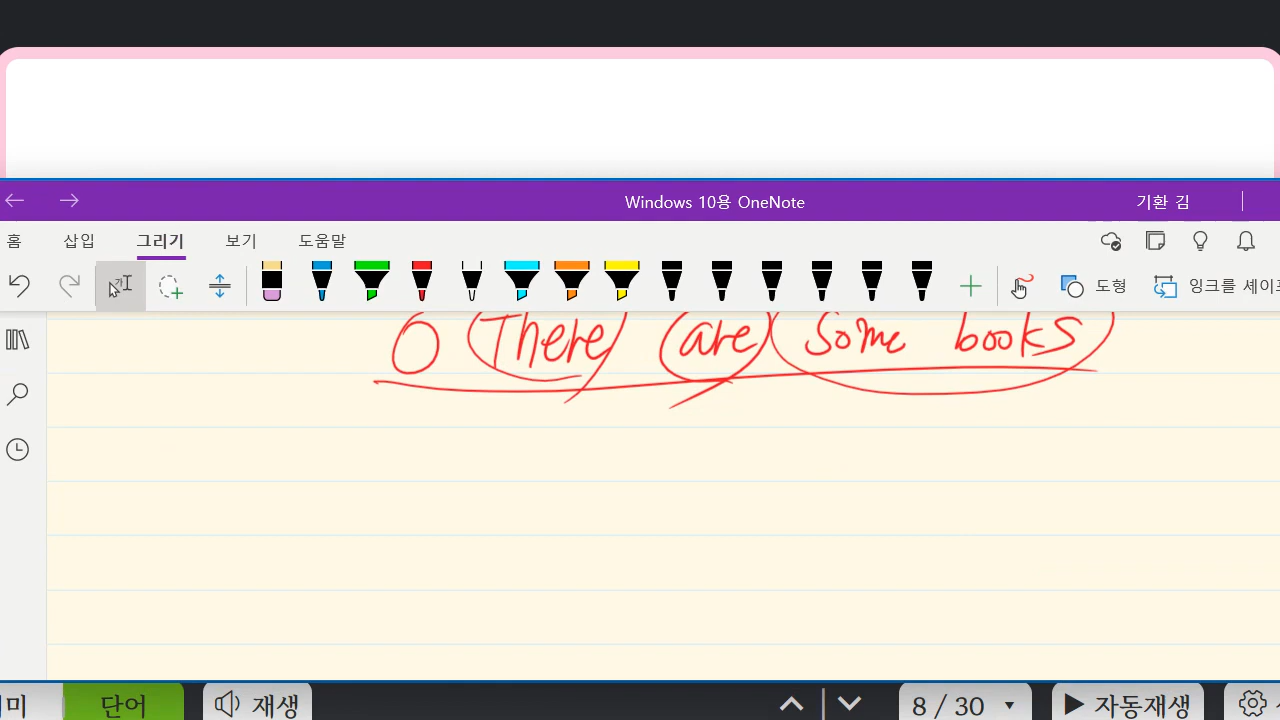 Windows 10용 OneNote 기환 김
홈 삽입 그리기 보기 도움말
도형 잉크를 셰이프
O There are some books
단어 재생 8 / 30 자동재생